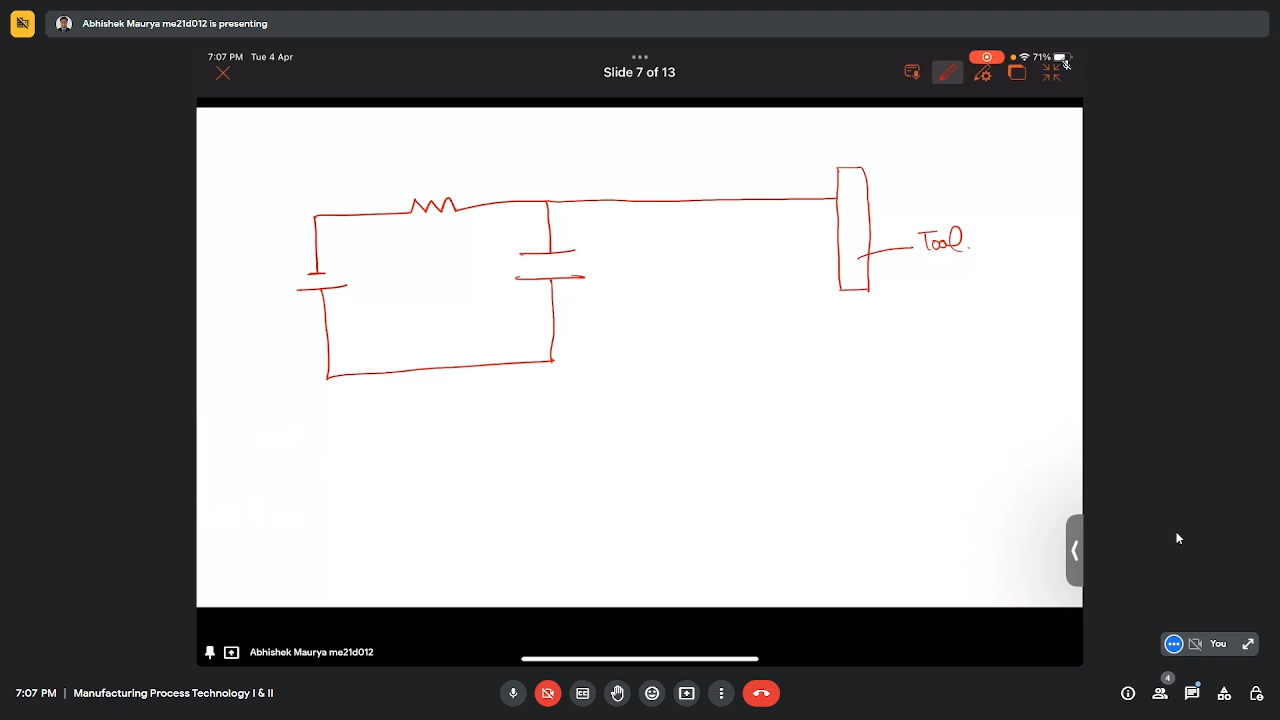 Abhishek Maurya me21d012 is presenting
7:07 PM Tue 4 Apr
71%
Slide 7 of 13
Tool.
Abhishek Maurya me21d012
You
4
7:07 PM | Manufacturing Process Technology I & II